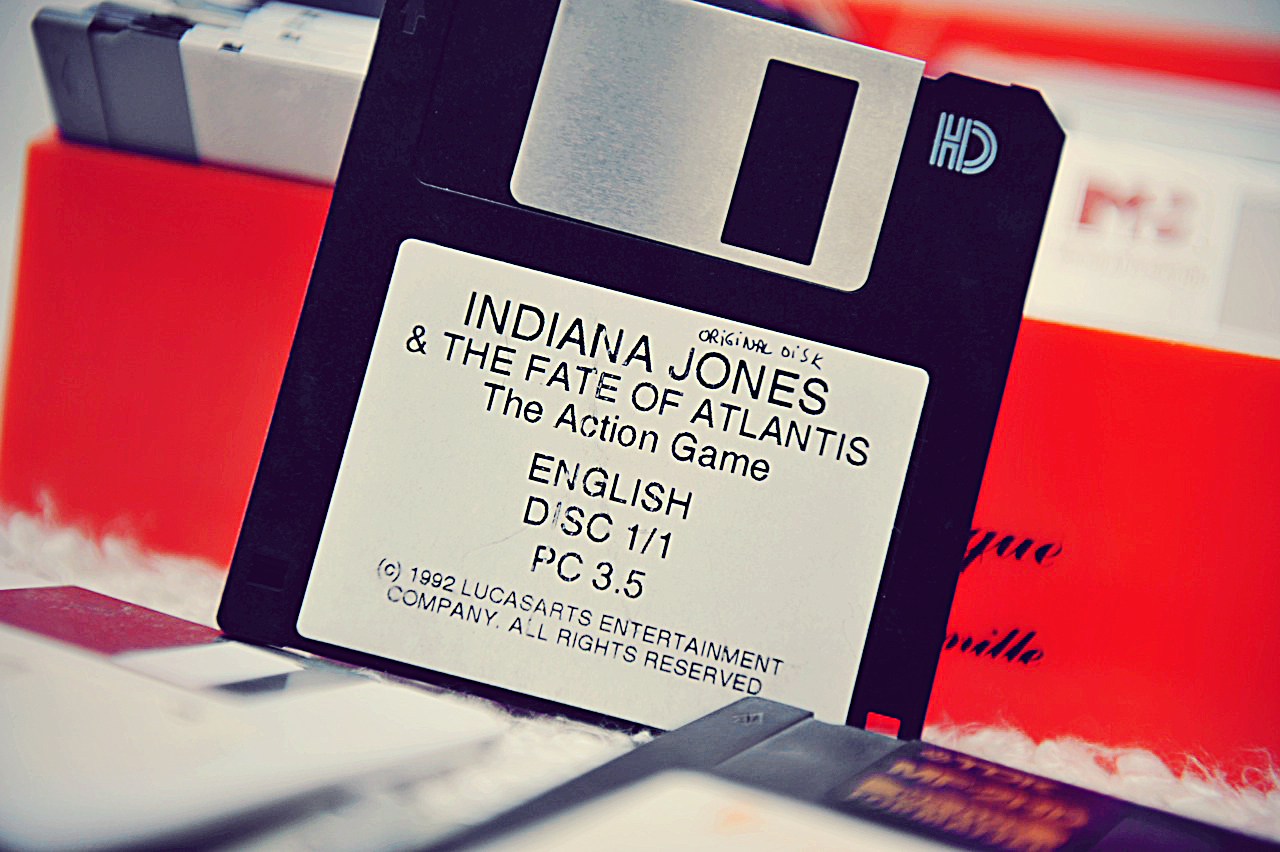 HD
ORIGINAL DISK
INDIANA JONES
& THE FATE OF ATLANTIS
The Action Game
ENGLISH
DISC 1/1
PC 3.5
(c) 1992 LUCASARTS ENTERTAINMENT
COMPANY. ALL RIGHTS RESERVED